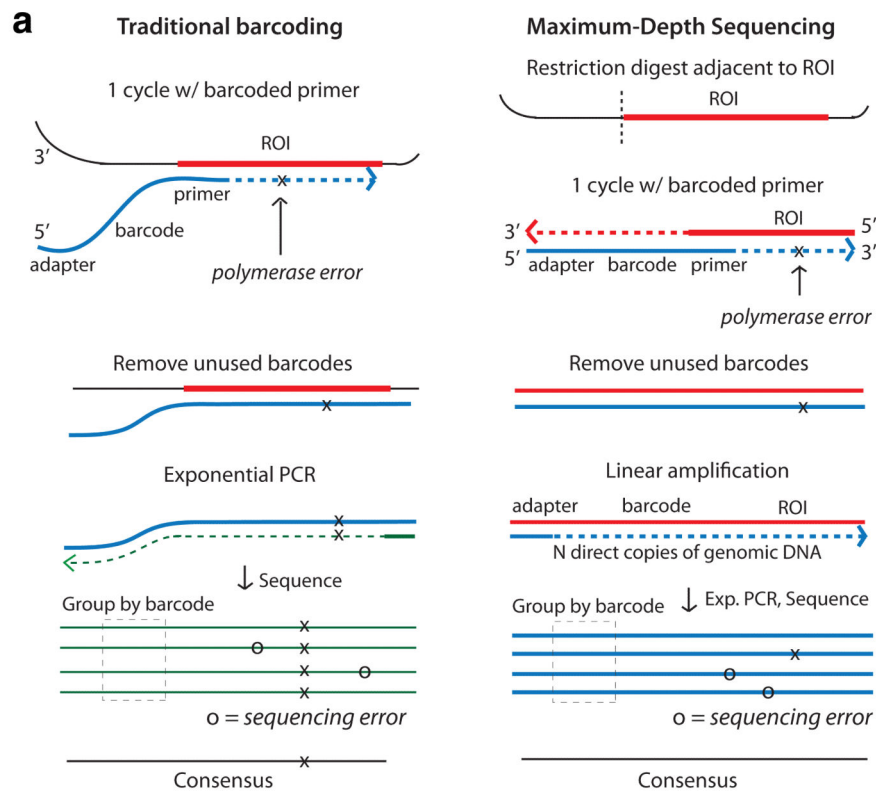 a
Traditional barcoding
1 cycle w/ barcoded primer
ROI
3'
primer
x
5'
barcode
adapter
polymerase error
Remove unused barcodes
x
Exponential PCR
x
x
Sequence
Group by barcode
x
o x
x o
x
o = sequencing error
x
Consensus
Maximum-Depth Sequencing
Restriction digest adjacent to ROI
ROI
1 cycle w/ barcoded primer
ROI
3' 5'
5' x 3'
adapter barcode primer
polymerase error
Remove unused barcodes
x
Linear amplification
adapter barcode ROI
N direct copies of genomic DNA
Exp. PCR, Sequence
Group by barcode
x
o
o
o = sequencing error
Consensus